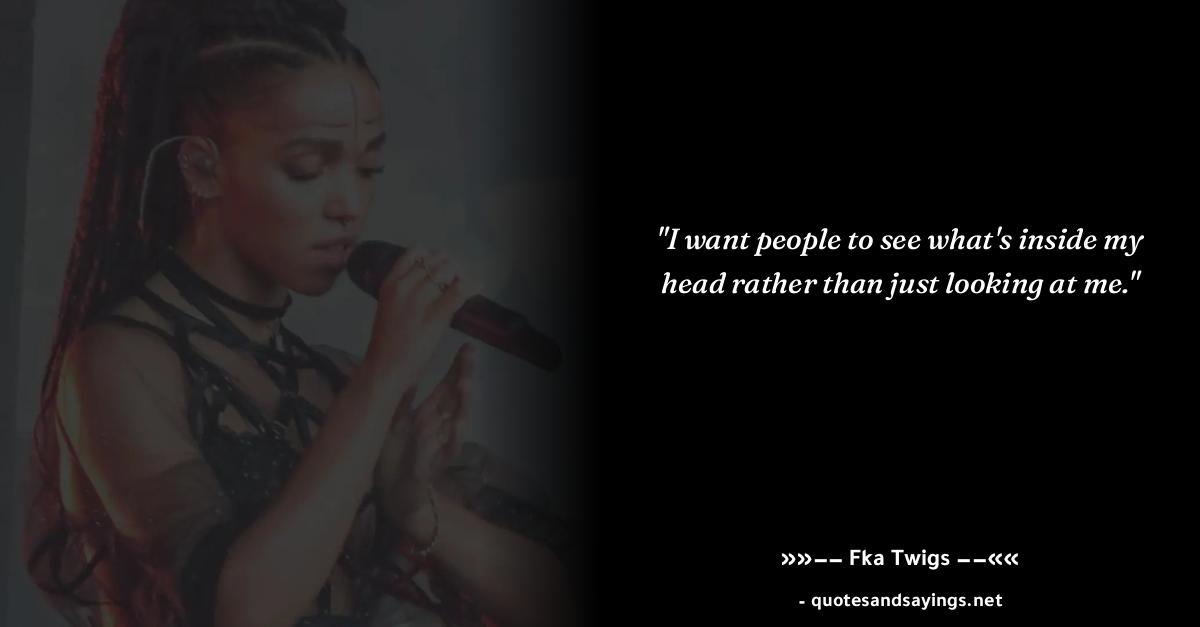 "I want people to see what's inside my
head rather than just looking at me."
»»–– Fka Twigs ––««
- quotesandsayings.net